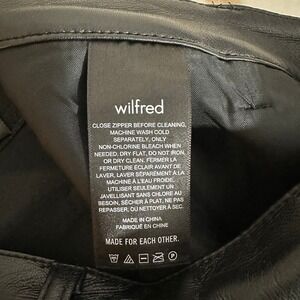 wilfred
CLOSE ZIPPER BEFORE CLEANING,
MACHINE WASH COLD
SEPARATELY, ONLY
NON-CHLORINE BLEACH WHEN
NEEDED, DRY FLAT, DO NOT IRON,
OR DRY CLEAN. FERMER LA
FERMETURE ECLAIR AVANT DE
LAVER, LAVER SÉPARÉMENT À LA
MACHINE À L'EAU FROIDE,
UTILISER SEULEMENT UN
JAVELLISANT SANS CHLORE AU
BESOIN, SÉCHER À PLAT, NE PAS
REPASSER, OU NETTOYER À SEC.
MADE IN CHINA
FABRIQUÉ EN CHINE
MADE FOR EACH OTHER.